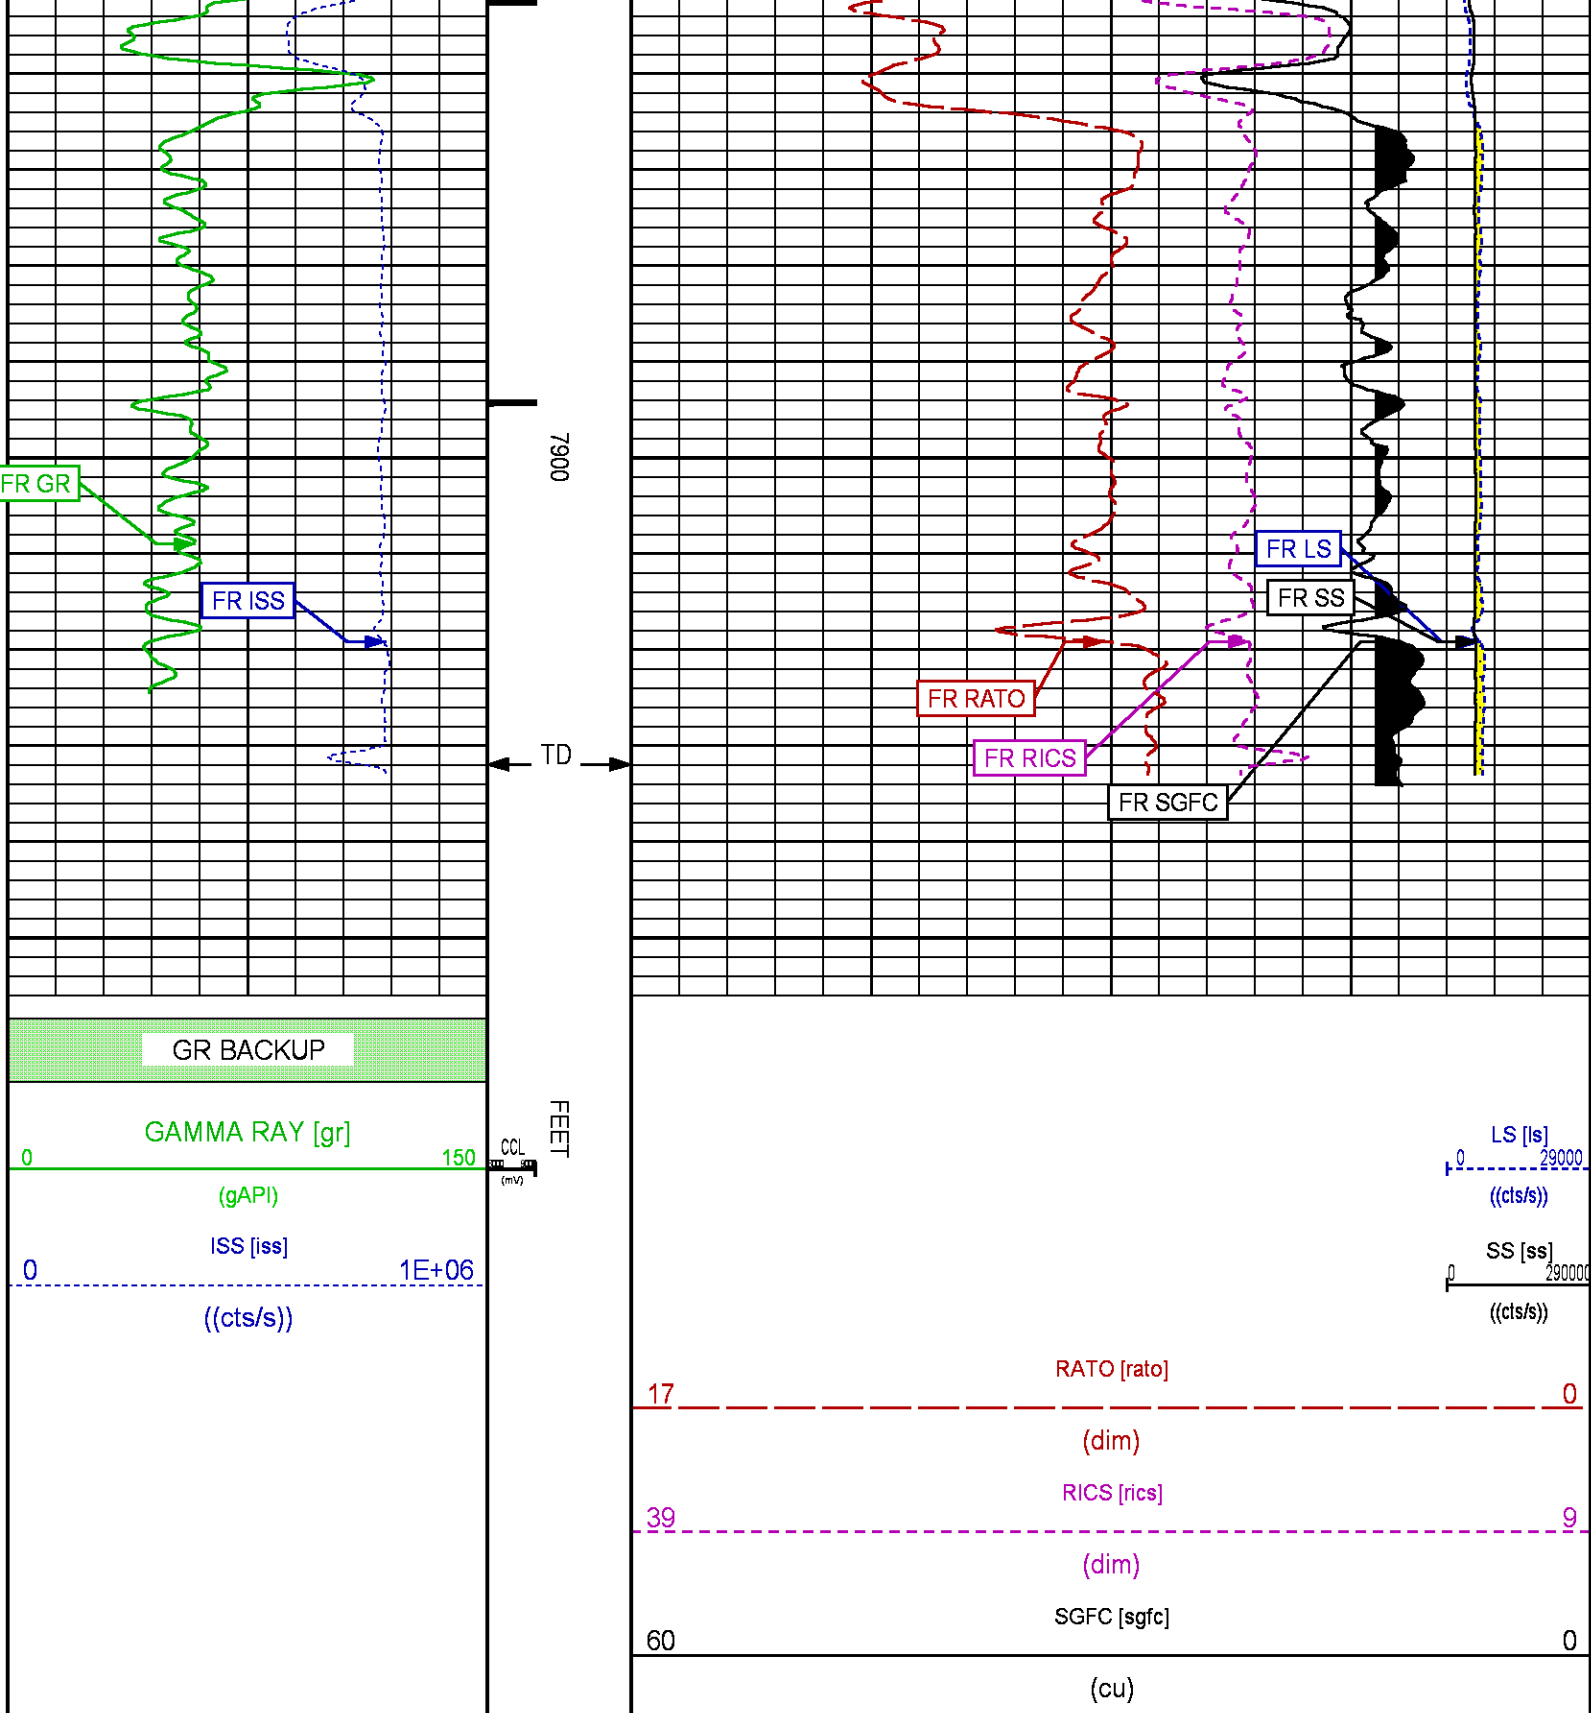 7900
FR GR
FR LS
FR ISS
FR SS
FR RATO
FR RICS
TD
FR SGFC
GR BACKUP
FEET
GAMMA RAY [gr]
0 150
(gAPI)
CCL
(mV)
LS [ls]
0 29000
((cts/s))
ISS [iss]
0 1E+06
((cts/s))
SS [ss]
0 290000
((cts/s))
RATO [rato]
17 0
(dim)
RICS [rics]
39 9
(dim)
SGFC [sgfc]
60 0
(cu)